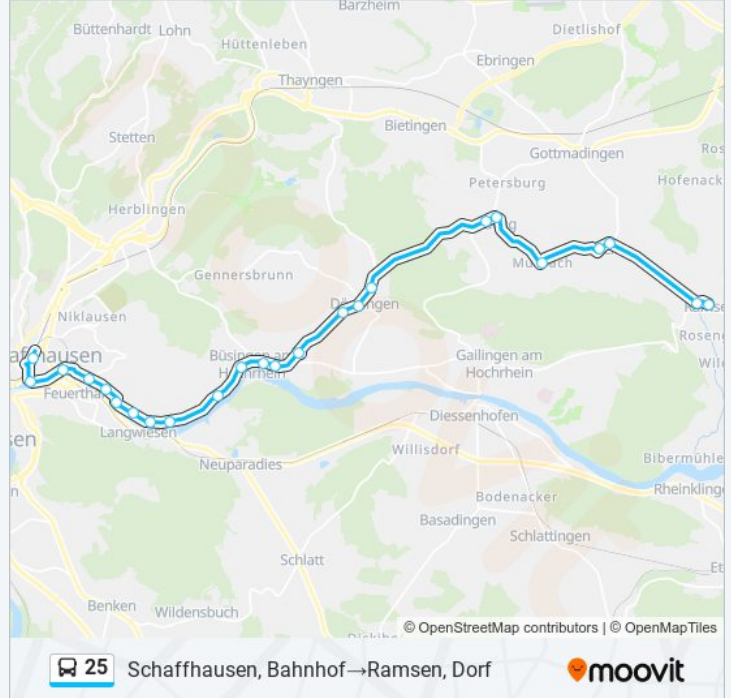 Barzheim
Büttenhardt
Lohn
Dietlishof
Hüttenleben
Ebringen
Thayngen
Bietingen
Stetten
Gottmadingen
Petersburg
Hofenack
Herblingen
Gennersbrunn
Niklausen
affhausen
Büsingen am
Hochrhein
Gailingen am
Hochrhein
Feuerthal
Diessenhofen
Langwiesen
Willisdorf
Bibermühle
Neuparadies
Rheinkling
Bodenacker
Basadingen
Schlattingen
Schlatt
Benken
Wildensbuch
© OpenStreetMap contributors | © OpenMapTiles
25 Schaffhausen, Bahnhof→Ramsen, Dorf
moovit